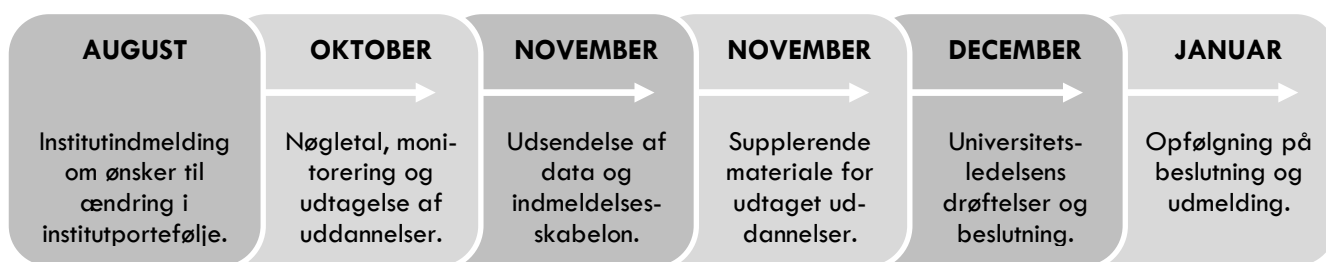 AUGUST
Institutindmelding
om ønsker til
ændring i
institutportefølje.
OKTOBER
Nøgletal, moni-
torering og
udtagelse af
uddannelser.
NOVEMBER
Udsendelse af
data og
indmeldelses-
skabelon.
NOVEMBER
Supplerende
materiale for
udtaget ud-
dannelser.
DECEMBER
Universitets-
ledelsens
drøftelser og
beslutning.
JANUAR
Opfølgning på
beslutning og
udmelding.